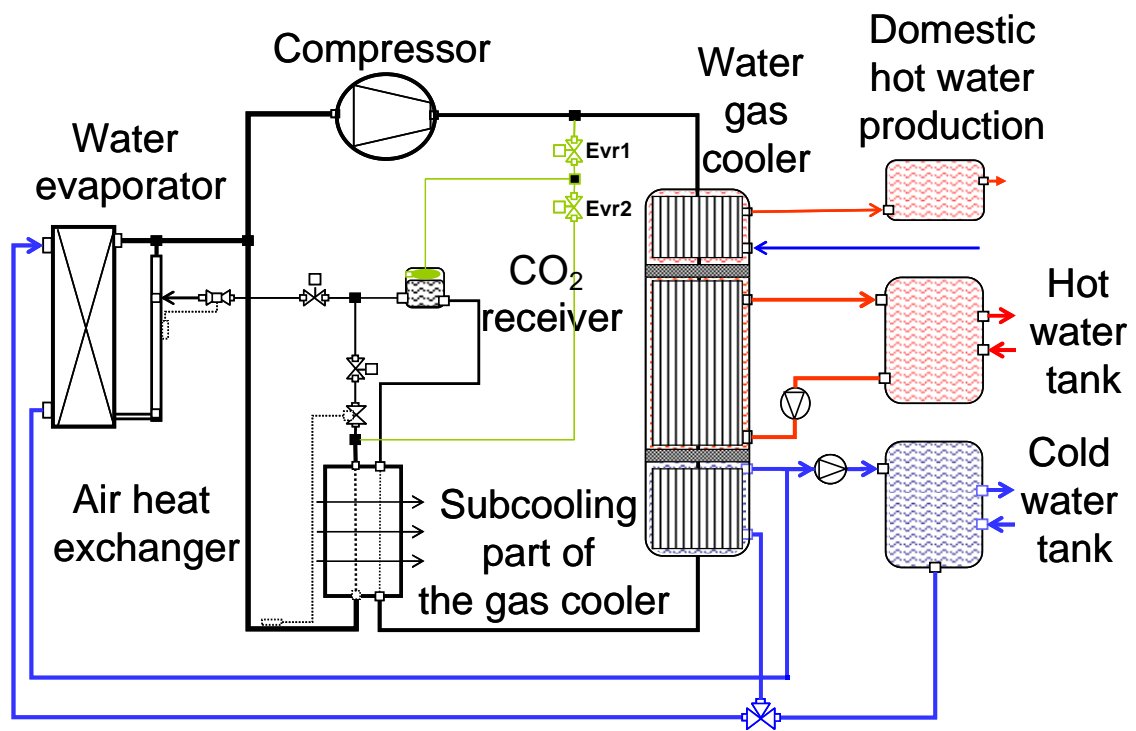 Compressor
Water
evaporator
Water
gas
cooler
Domestic
hot water
production
Evr1
Evr2
CO₂
receiver
Hot
water
tank
Air heat
exchanger
Subcooling
part of
the gas cooler
Cold
water
tank